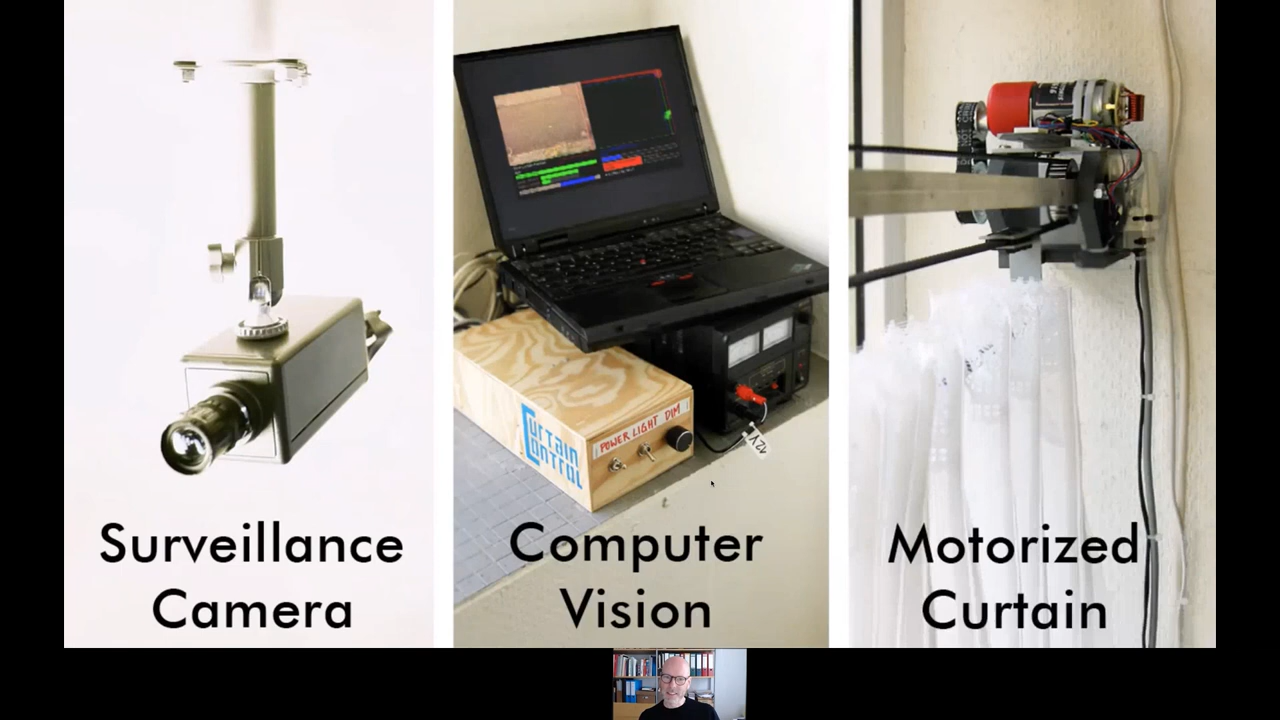 CURTAIN
CONTROL
POWER LIGHT DIM
12V
Surveillance
Camera
Computer
Vision
Motorized
Curtain